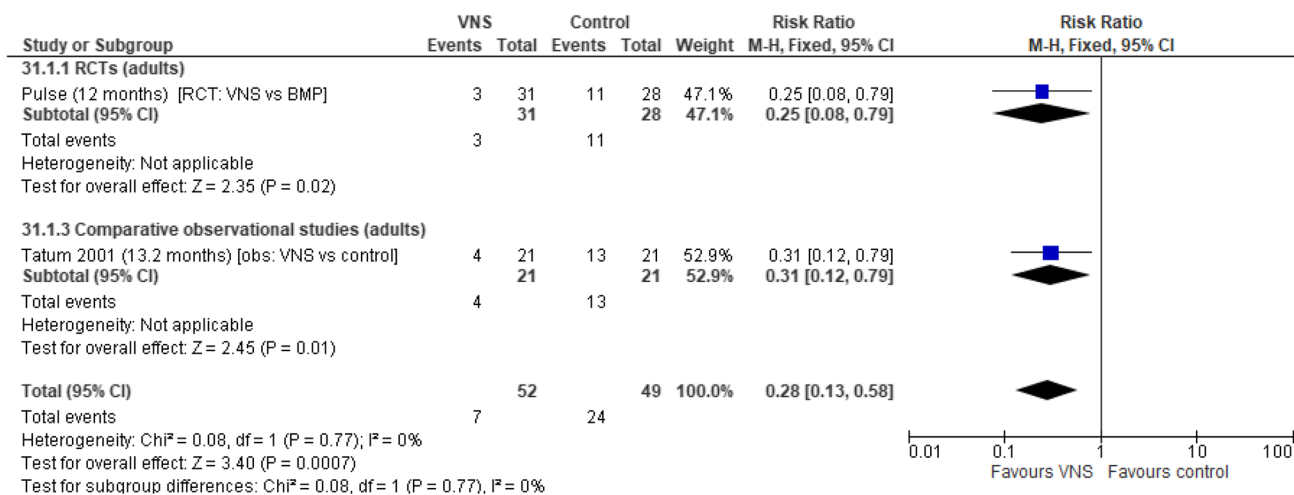 VNS Control Risk Ratio Risk Ratio
Study or Subgroup Events Total Events Total Weight M-H, Fixed, 95% CI M-H, Fixed, 95% CI
31.1.1 RCTs (adults)
Pulse (12 months) [RCT: VNS vs BMP] 3 31 11 28 47.1% 0.25 [0.08, 0.79]
Subtotal (95% CI) 31 28 47.1% 0.25 [0.08, 0.79]
Total events 3 11
Heterogeneity: Not applicable
Test for overall effect: Z = 2.35 (P = 0.02)
31.1.3 Comparative observational studies (adults)
Tatum 2001 (13.2 months) [obs: VNS vs control] 4 21 13 21 52.9% 0.31 [0.12, 0.79]
Subtotal (95% CI) 21 21 52.9% 0.31 [0.12, 0.79]
Total events 4 13
Heterogeneity: Not applicable
Test for overall effect: Z = 2.45 (P = 0.01)
Total (95% CI) 52 49 100.0% 0.28 [0.13, 0.58]
Total events 7 24
Heterogeneity: Chi² = 0.08, df = 1 (P = 0.77); I² = 0%
Test for overall effect: Z = 3.40 (P = 0.0007)
Test for subgroup differences: Chi² = 0.08, df = 1 (P = 0.77), I² = 0%
0.01 0.1 1 10 100
Favours VNS Favours control